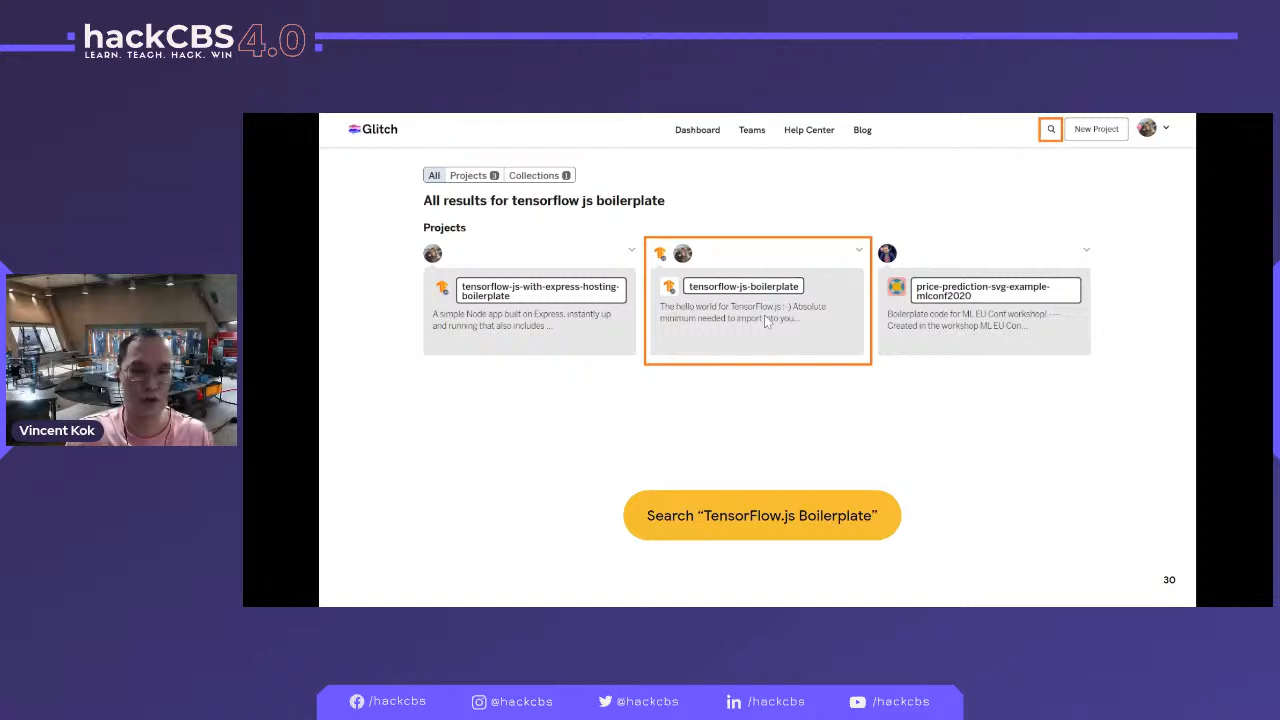 hackCBS 4.0
LEARN. TEACH. HACK. WIN
Glitch
Dashboard Teams Help Center Blog
New Project
All Projects 3 Collections 1
All results for tensorflow js boilerplate
Projects
tensorflow-js-with-express-hosting-
boilerplate
A simple Node app built on Express, instantly up
and running that also includes ...
tensorflow-js-boilerplate
The hello world for TensorFlow.js :-) Absolute
minimum needed to import into you...
price-prediction-svg-example-
mlconf2020
Boilerplate code for ML EU Conf workshop! ----
Created in the workshop ML EU Con...
Vincent Kok
Search “TensorFlow.js Boilerplate”
30
/hackcbs @hackcbs @hackcbs /hackcbs /hackcbs